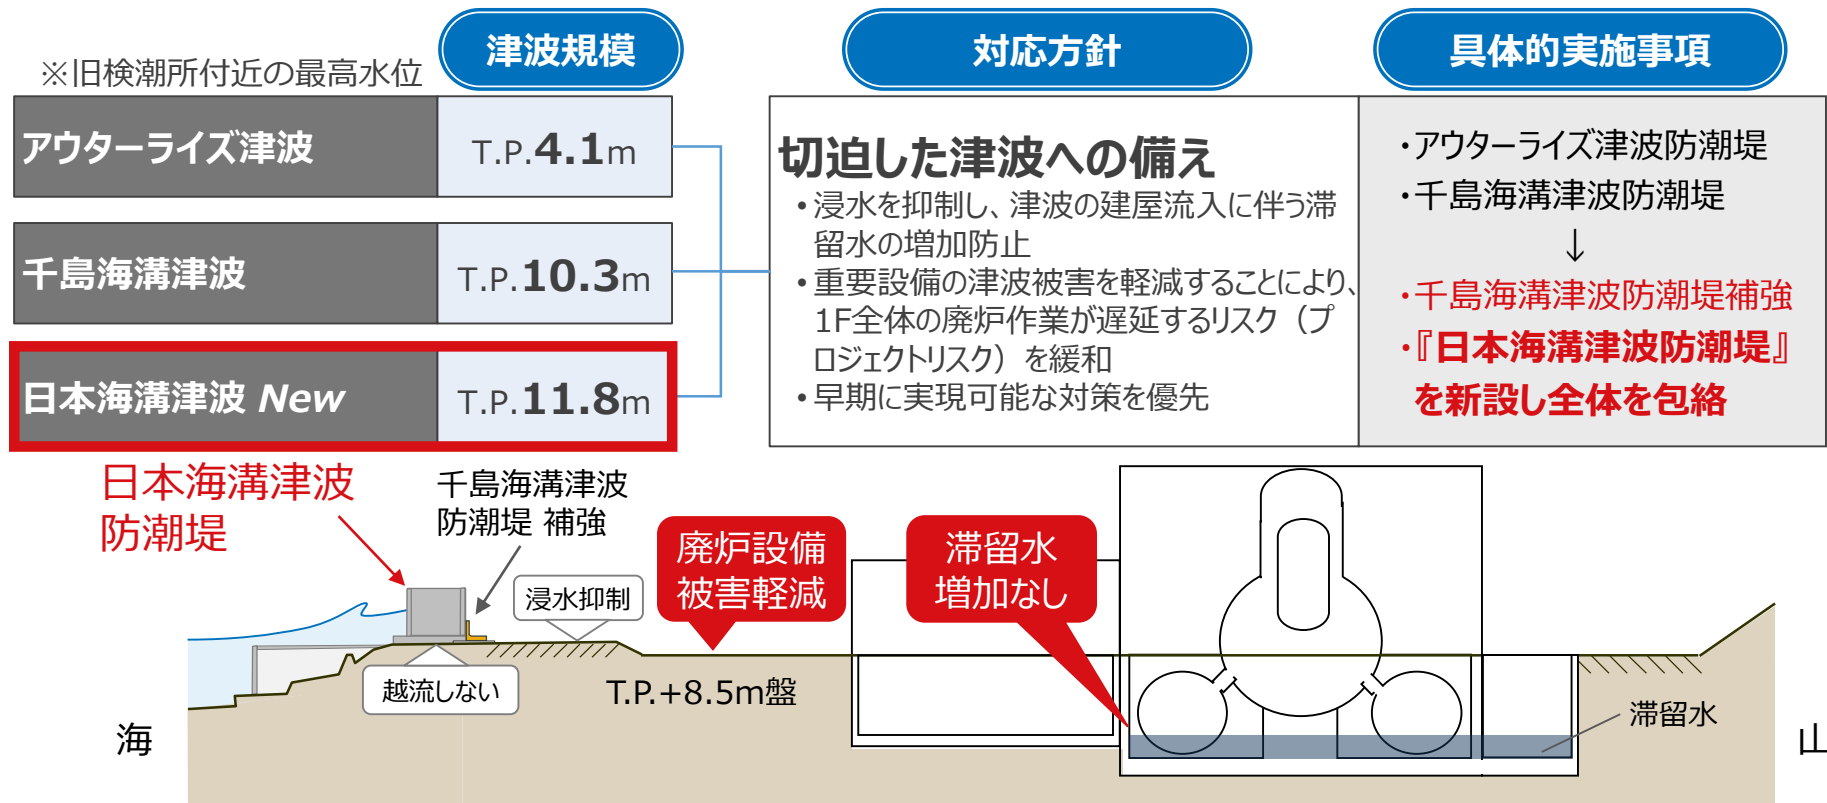 ※旧検潮所付近の最高水位
津波規模
対応方針
具体的実施事項
アウターライズ津波
T.P.4.1m
千島海溝津波
T.P.10.3m
日本海溝津波 New
T.P.11.8m
切迫した津波への備え
•浸水を抑制し、津波の建屋流入に伴う滞
留水の増加防止
•重要設備の津波被害を軽減することにより、
1F全体の廃炉作業が遅延するリスク（プ
ロジェクトリスク）を緩和
•早期に実現可能な対策を優先
・アウターライズ津波防潮堤
・千島海溝津波防潮堤
↓
・千島海溝津波防潮堤補強
・『日本海溝津波防潮堤』
を新設し全体を包絡
日本海溝津波
防潮堤
千島海溝津波
防潮堤 補強
浸水抑制
廃炉設備
被害軽減
滞留水
増加なし
越流しない
T.P.+8.5m盤
滞留水
海
山